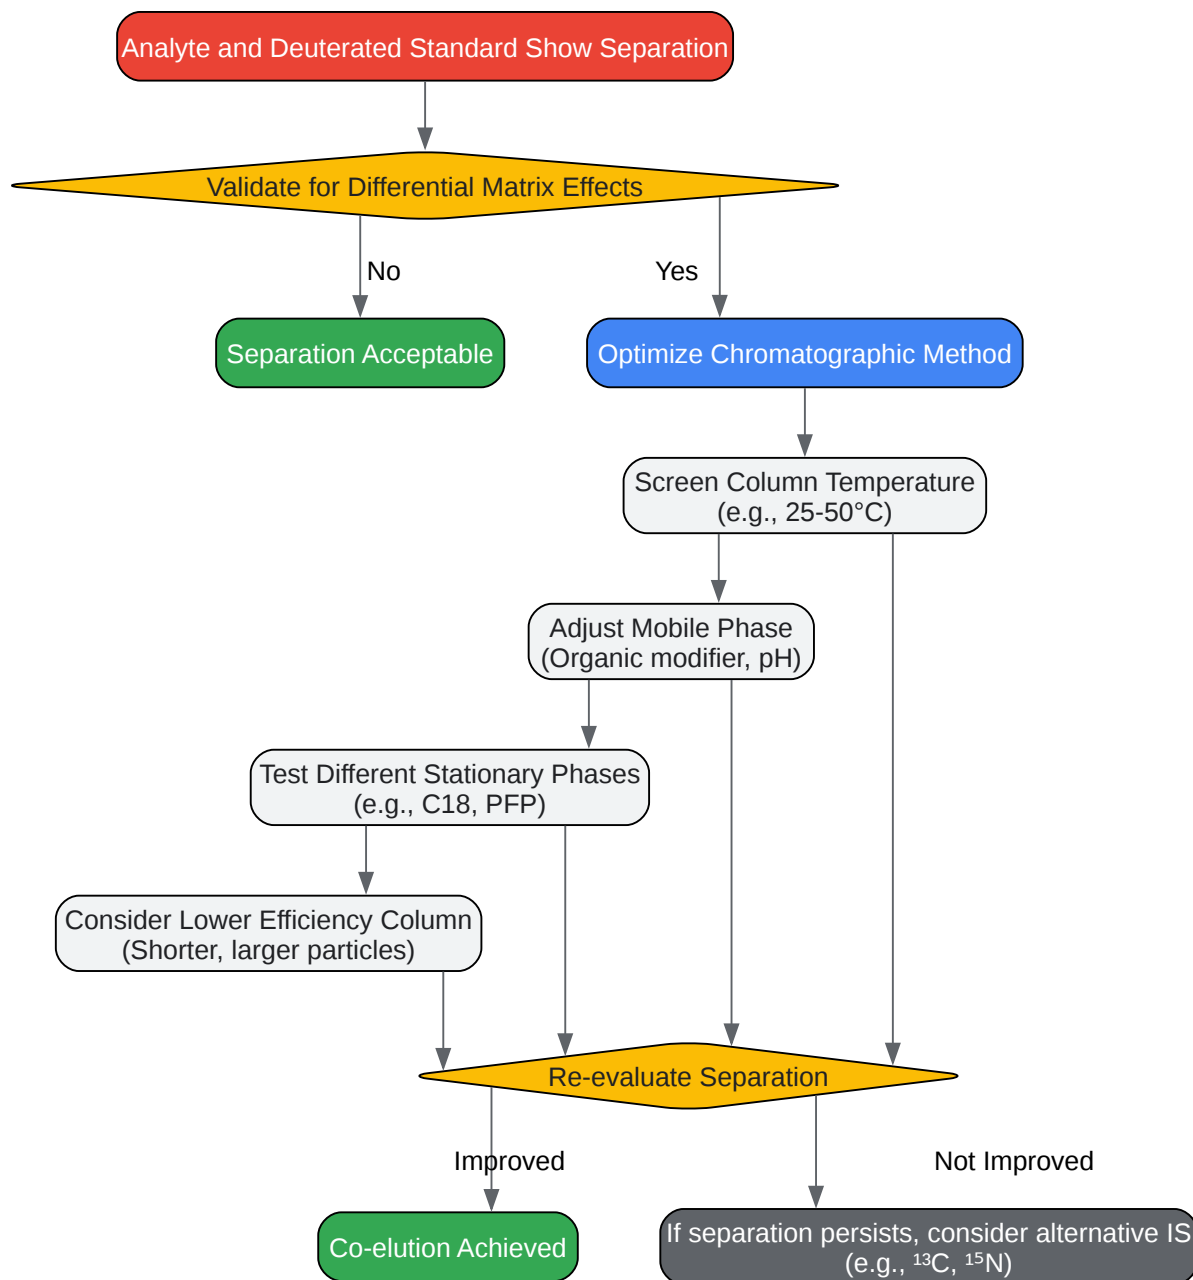 Analyte and Deuterated Standard Show Separation
Validate for Differential Matrix Effects
No
Yes
Separation Acceptable
Optimize Chromatographic Method
Screen Column Temperature
(e.g., 25-50°C)
Adjust Mobile Phase
(Organic modifier, pH)
Test Different Stationary Phases
(e.g., C18, PFP)
Consider Lower Efficiency Column
(Shorter, larger particles)
Re-evaluate Separation
Improved
Not Improved
Co-elution Achieved
If separation persists, consider alternative IS
(e.g., ¹³C, ¹⁵N)